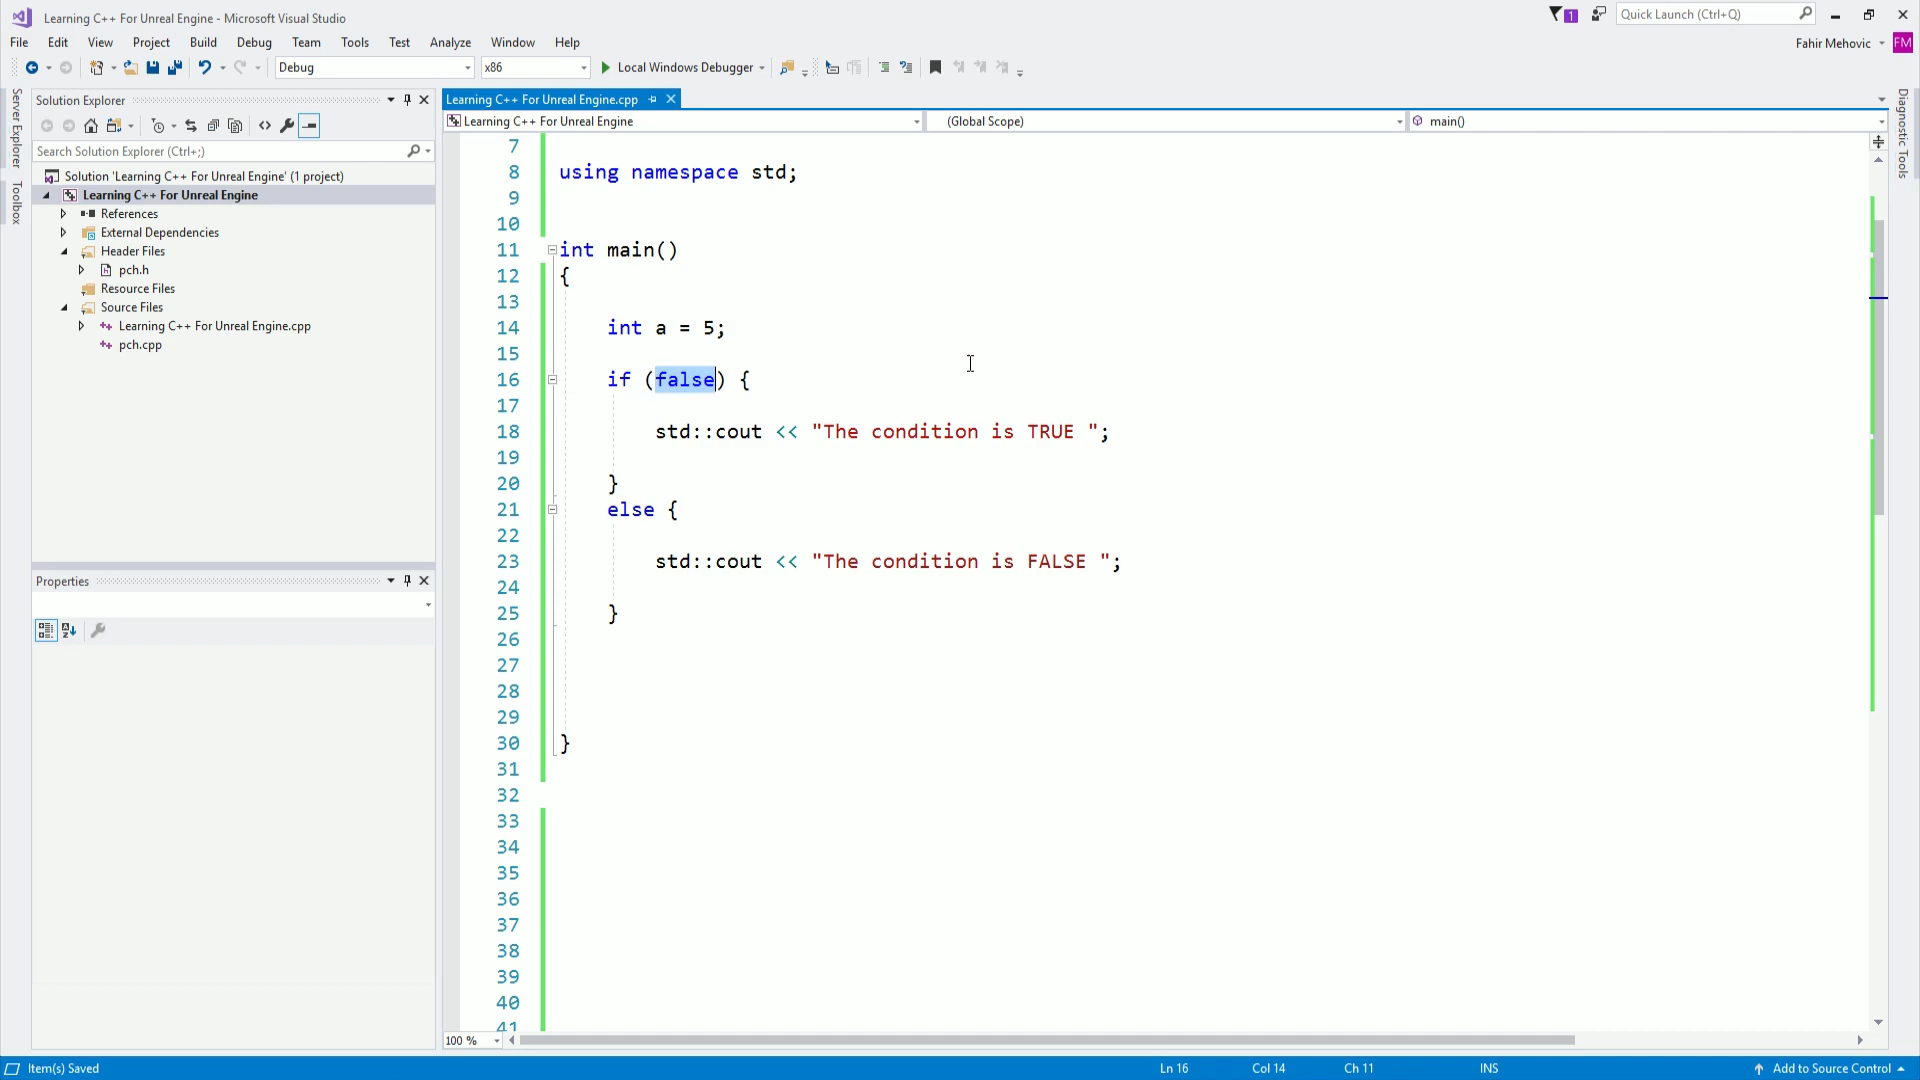 Learning C++ For Unreal Engine - Microsoft Visual Studio
1
Quick Launch (Ctrl+Q)
File Edit View Project Build Debug Team Tools Test Analyze Window Help
Fahir Mehovic
FM
Debug
x86
Local Windows Debugger
Server Explorer
Toolbox
Solution Explorer
Search Solution Explorer (Ctrl+;)
Solution 'Learning C++ For Unreal Engine' (1 project)
Learning C++ For Unreal Engine
References
External Dependencies
Header Files
pch.h
Resource Files
Source Files
Learning C++ For Unreal Engine.cpp
pch.cpp
Properties
Learning C++ For Unreal Engine.cpp
Learning C++ For Unreal Engine
(Global Scope)
main()
7
8 using namespace std;
9
10
11 int main()
12 {
13
14 int a = 5;
15
16 if (false) {
17
18 std::cout << "The condition is TRUE ";
19
20 }
21 else {
22
23 std::cout << "The condition is FALSE ";
24
25 }
26
27
28
29
30 }
31
32
33
34
35
36
37
38
39
40
41
100 %
Diagnostic Tools
Item(s) Saved
Ln 16
Col 14
Ch 11
INS
Add to Source Control